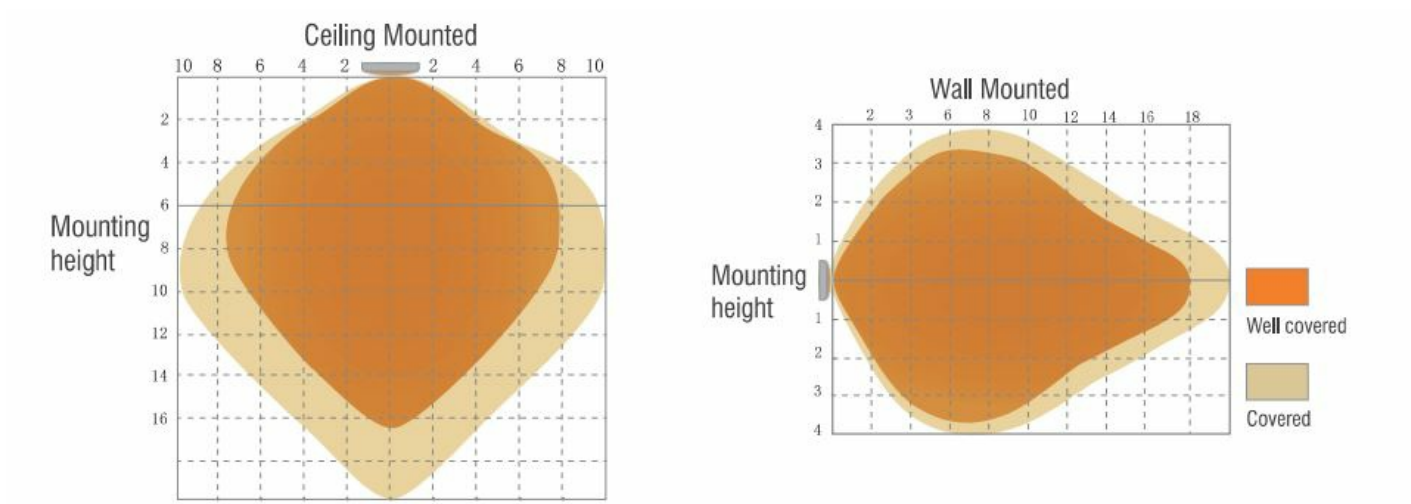 Ceiling Mounted
10 8 6 4 2 2 4 6 8 10
2
4
6
8
10
12
14
16
Mounting
height
Wall Mounted
2 3 6 8 10 12 14 16 18
4
3
2
1
1
2
3
4
Mounting
height
Well covered
Covered